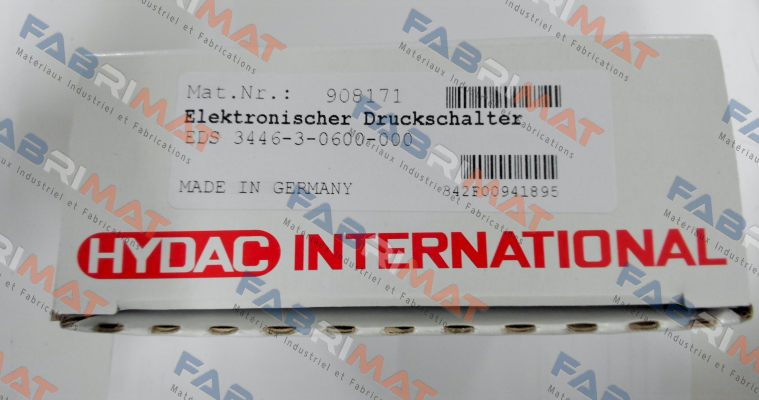 Mat.Nr.: 908171
Elektronischer Druckschalter
EDS 3446-3-0600-000
MADE IN GERMANY 842F00941895
HYDAC INTERNATIONAL
FABRIMAT
Matériaux Industriel et Fabrications